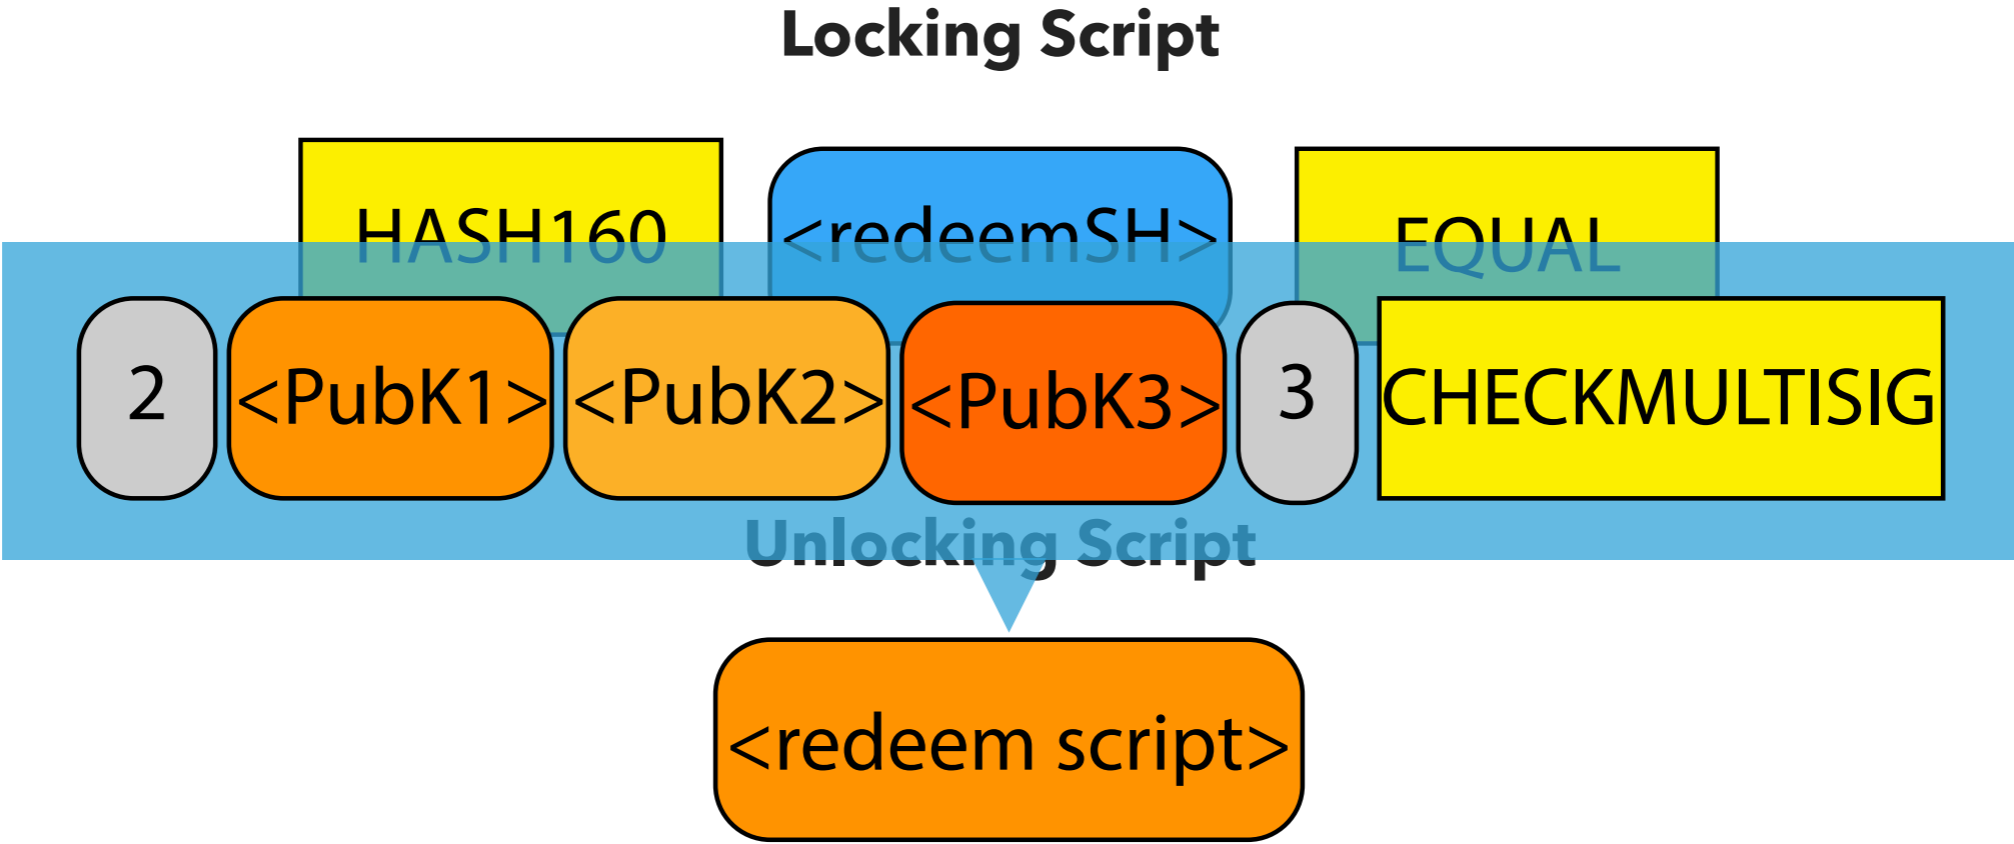 Locking Script
HASH160 <redeemSH> EQUAL
2 <PubK1> <PubK2> <PubK3> 3 CHECKMULTISIG
Unlocking Script
<redeem script>